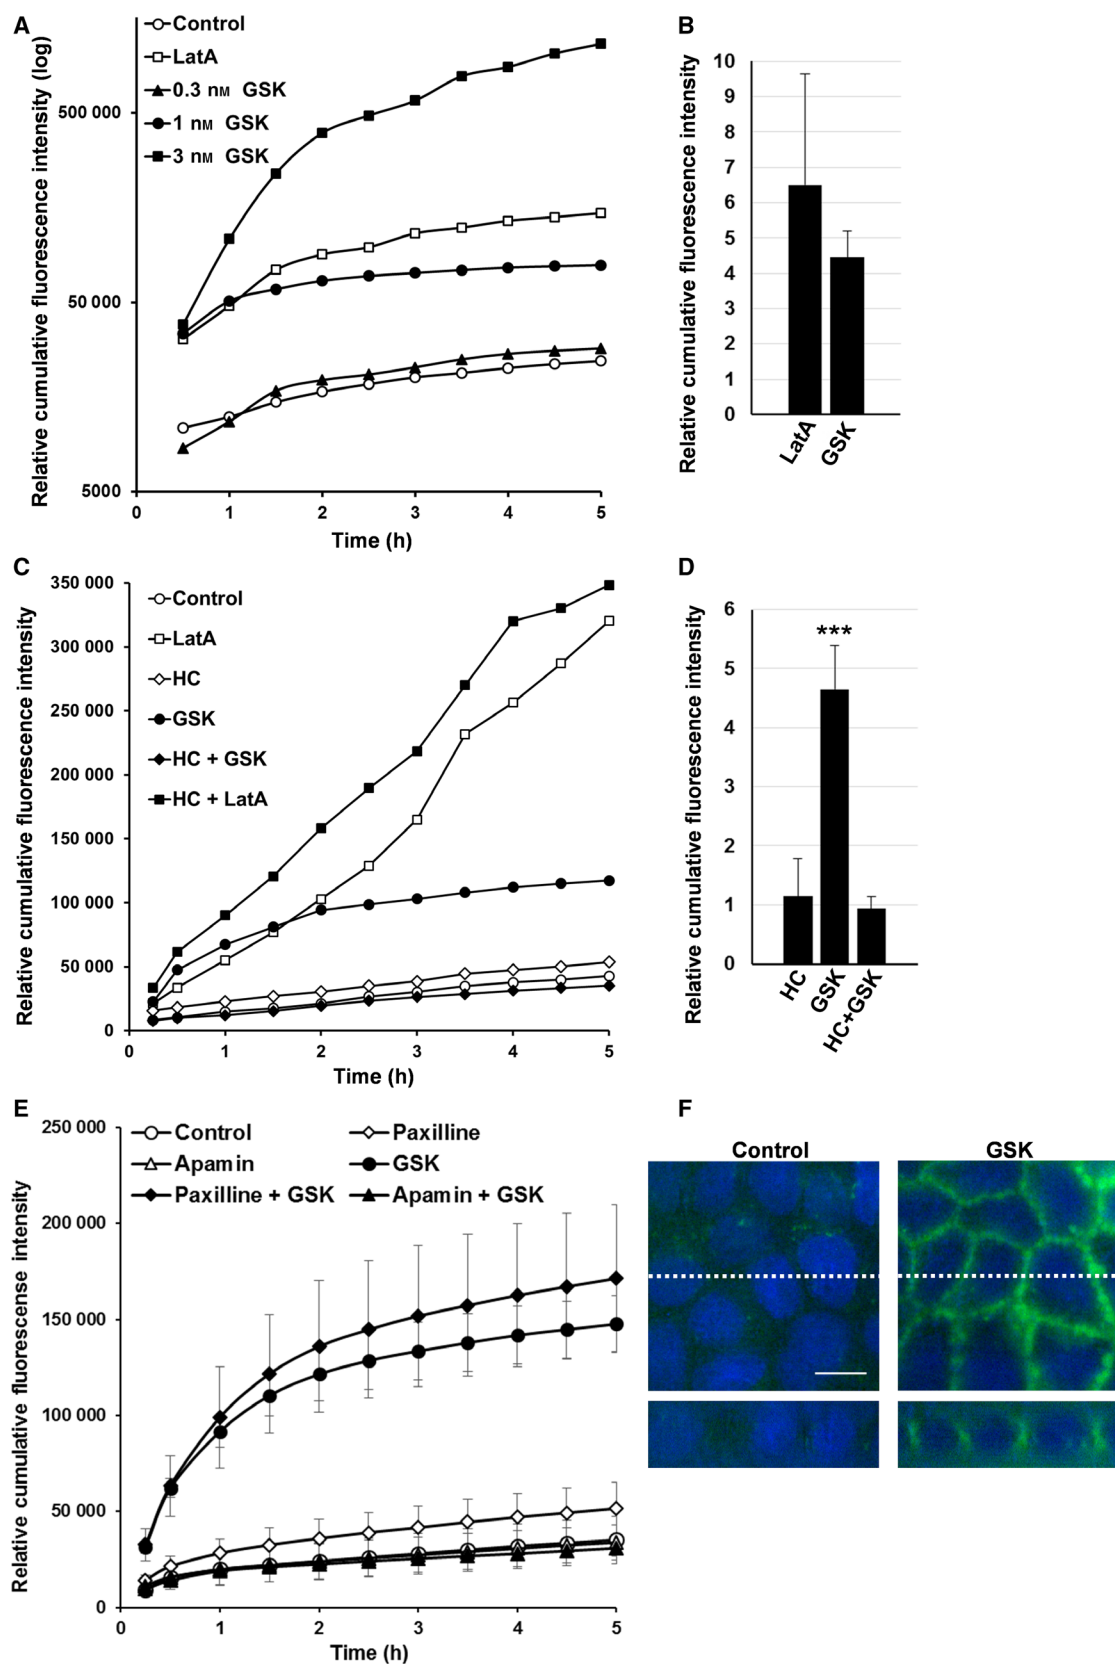 A
Relative cumulative fluorescence intensity (log)
Control
LatA
0.3 nM GSK
1 nM GSK
3 nM GSK
500 000
50 000
5000
0 1 2 3 4 5
Time (h)
B
Relative cumulative fluorescence intensity
10
9
8
7
6
5
4
3
2
1
0
LatA
GSK
C
Relative cumulative fluorescence intensity
350 000
300 000
250 000
200 000
150 000
100 000
50 000
0
Control
LatA
HC
GSK
HC + GSK
HC + LatA
0 1 2 3 4 5
Time (h)
D
Relative cumulative fluorescence intensity
6
5
4
3
2
1
0
***
HC
GSK
HC+GSK
E
Relative cumulative fluorescense intensity
250 000
200 000
150 000
100 000
50 000
0
Control Paxilline
Apamin GSK
Paxilline + GSK Apamin + GSK
0 1 2 3 4 5
Time (h)
F
Control GSK